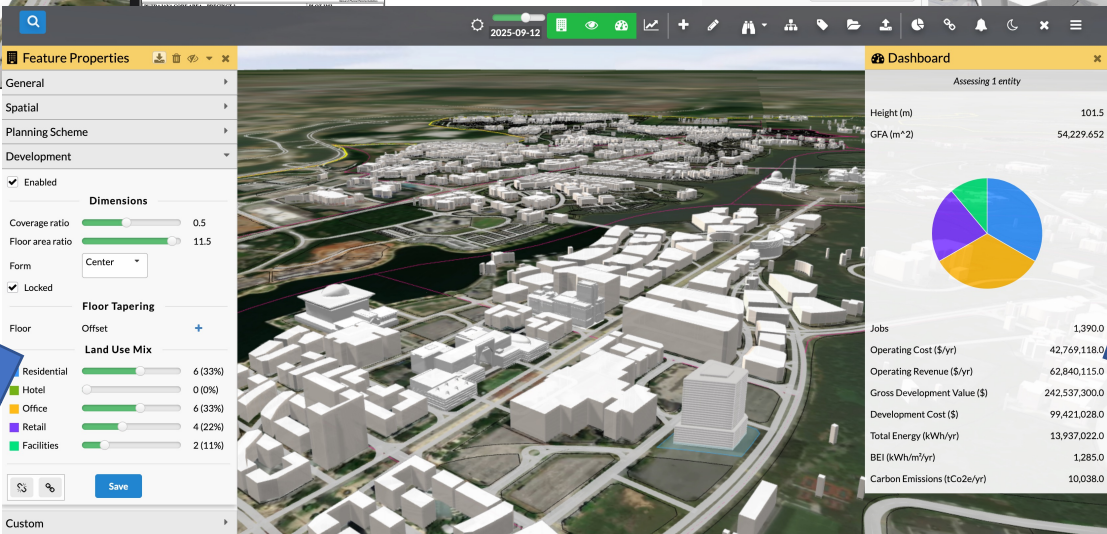 2025-09-12
Feature Properties
General
Spatial
Planning Scheme
Development
Enabled
Dimensions
Coverage ratio 0.5
Floor area ratio 11.5
Form Center
Locked
Floor Tapering
Floor Offset +
Land Use Mix
Residential 6 (33%)
Hotel 0 (0%)
Office 6 (33%)
Retail 4 (22%)
Facilities 2 (11%)
Save
Custom
Dashboard
Assessing 1 entity
Height (m) 101.5
GFA (m^2) 54,229.652
Jobs 1,390.0
Operating Cost ($/yr) 42,769,118.0
Operating Revenue ($/yr) 62,840,115.0
Gross Development Value ($) 242,537,300.0
Development Cost ($) 99,421,028.0
Total Energy (kWh/yr) 13,937,022.0
BEI (kWh/m²/yr) 1,285.0
Carbon Emissions (tCo2e/yr) 10,038.0